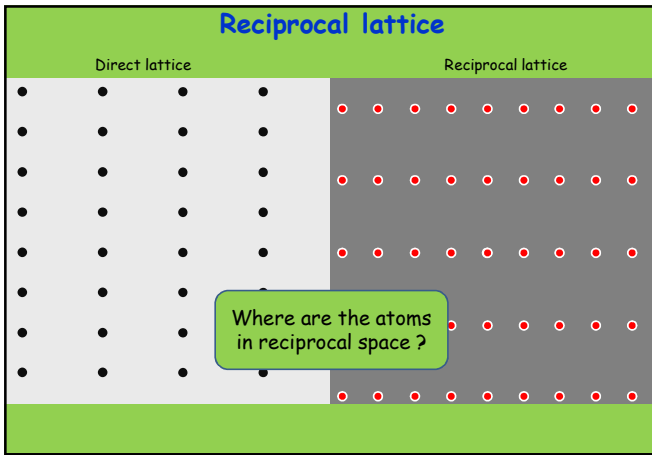 Reciprocal lattice
Direct lattice
Reciprocal lattice
Where are the atoms
in reciprocal space ?